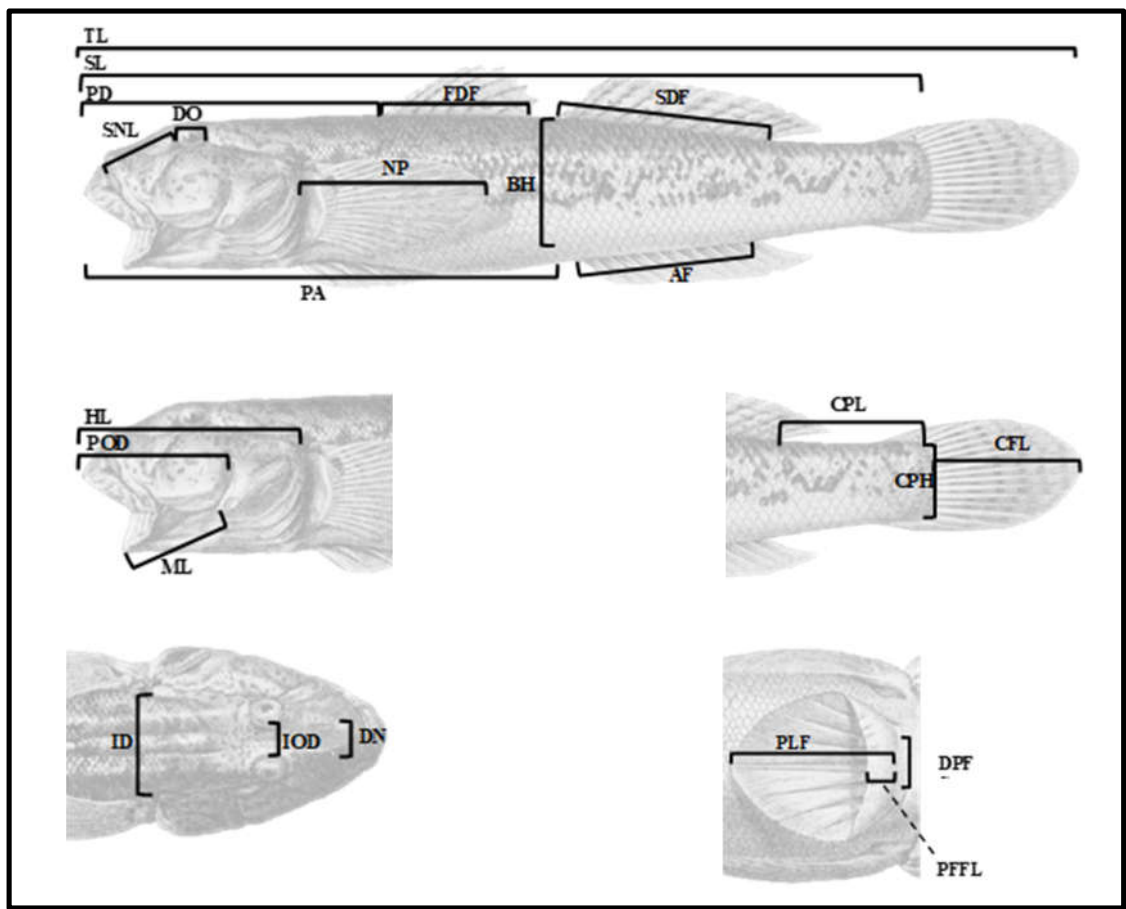 TL
SL
PD
DO
FDF
SDF
SNL
NP
BH
AF
PA
HL
POD
ML
CPL
CFL
CPH
ID
IOD
DN
PLF
DPF
PFFL